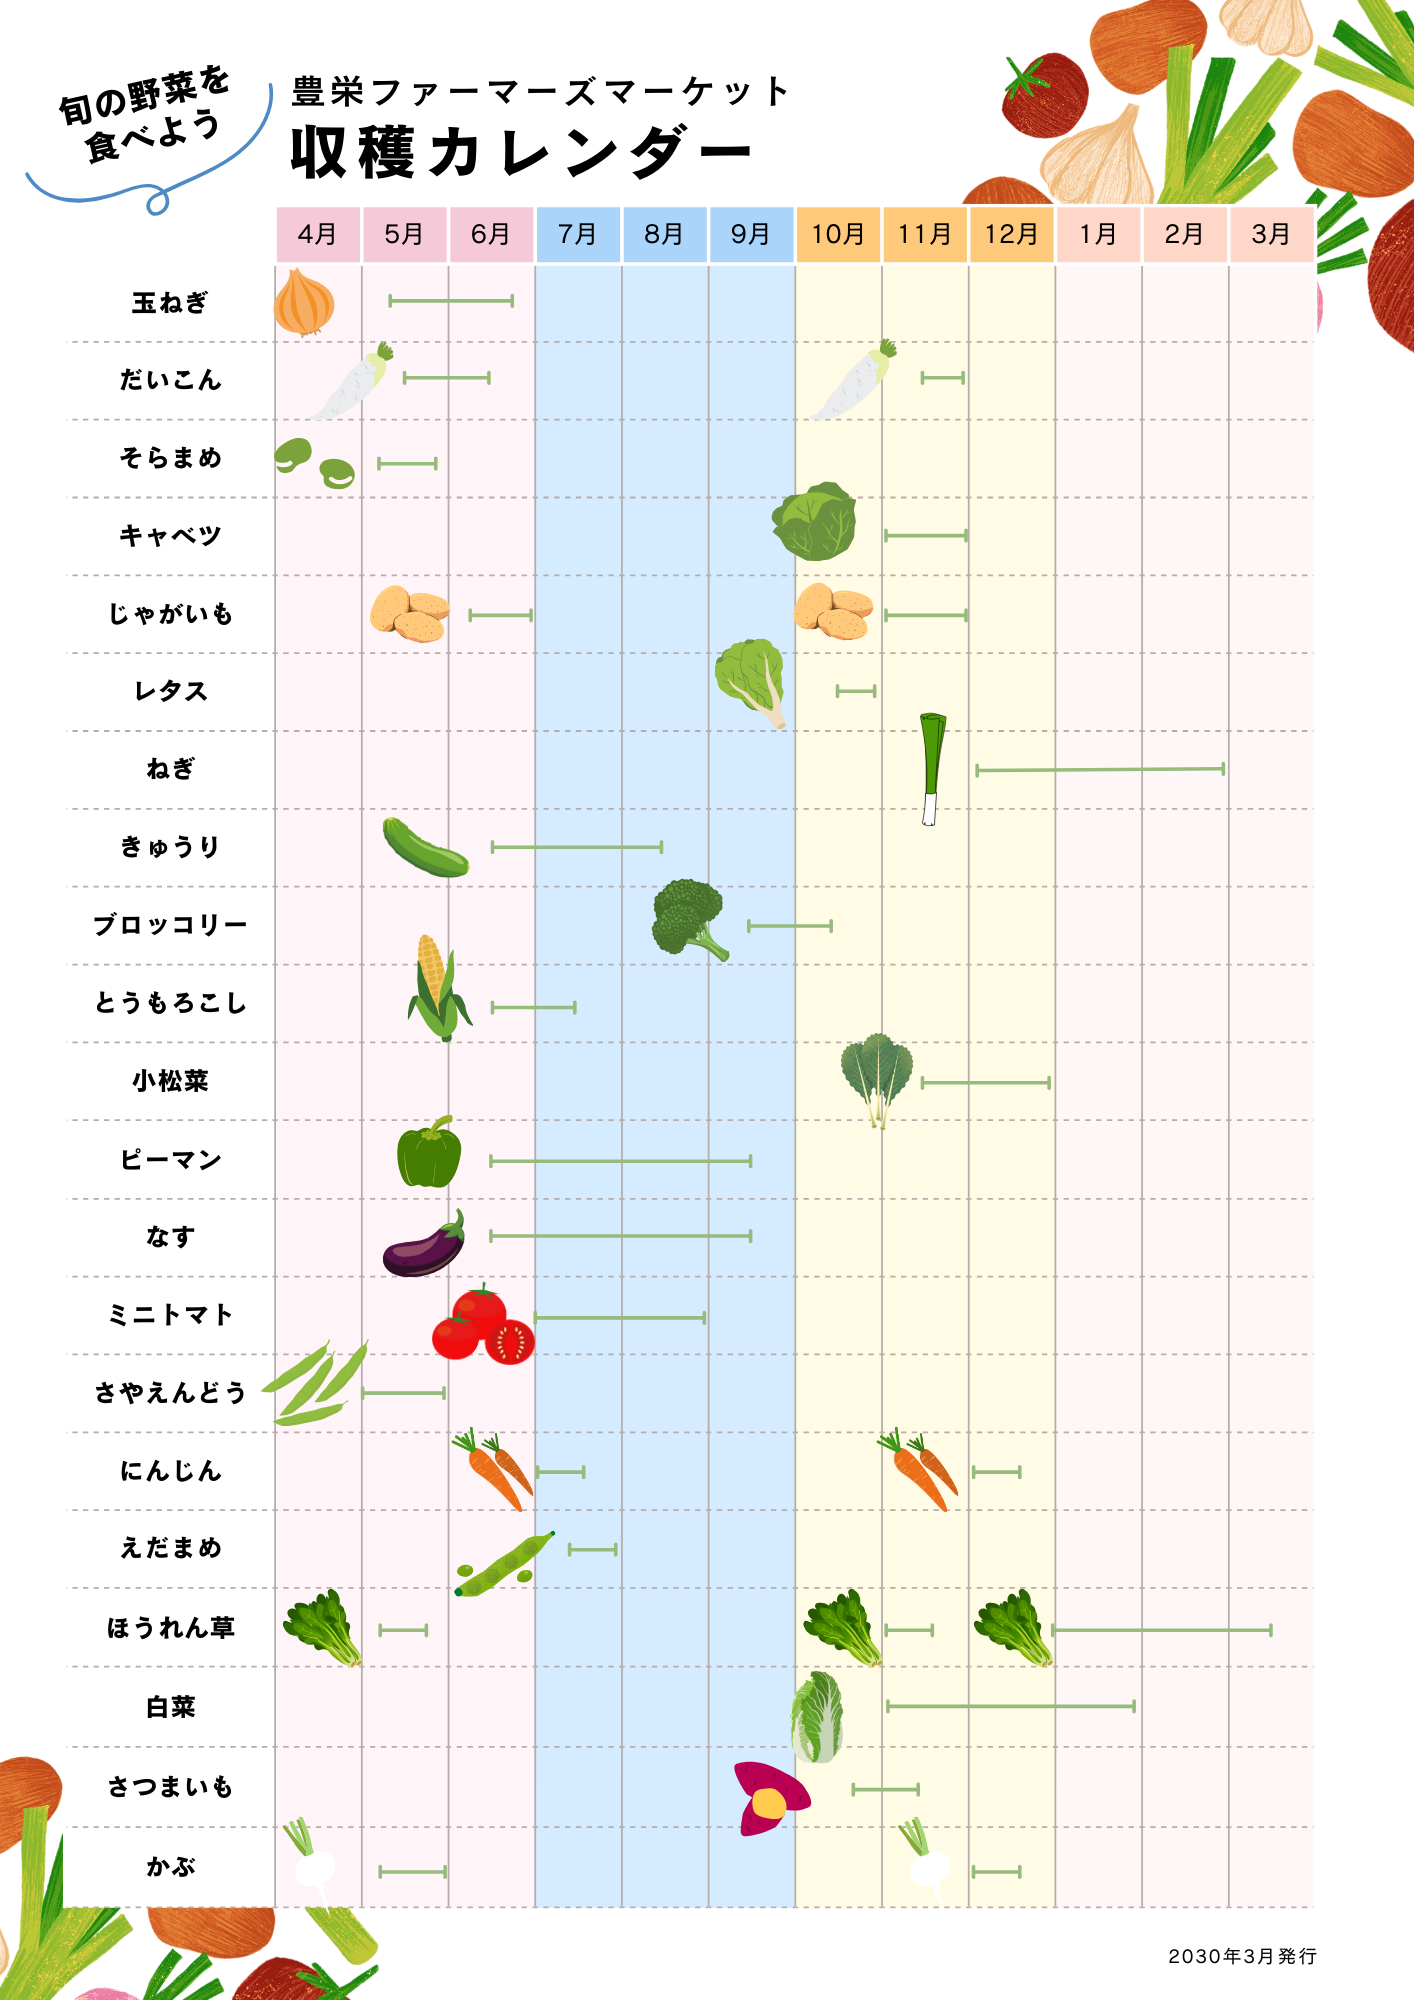 旬の野菜を
食べよう
豊栄ファーマーズマーケット
収穫カレンダー
4月 5月 6月 7月 8月 9月 10月 11月 12月 1月 2月 3月
玉ねぎ
だいこん
そらまめ
キャベツ
じゃがいも
レタス
ねぎ
きゅうり
ブロッコリー
とうもろこし
小松菜
ピーマン
なす
ミニトマト
さやえんどう
にんじん
えだまめ
ほうれん草
白菜
さつまいも
かぶ
2030年3月発行